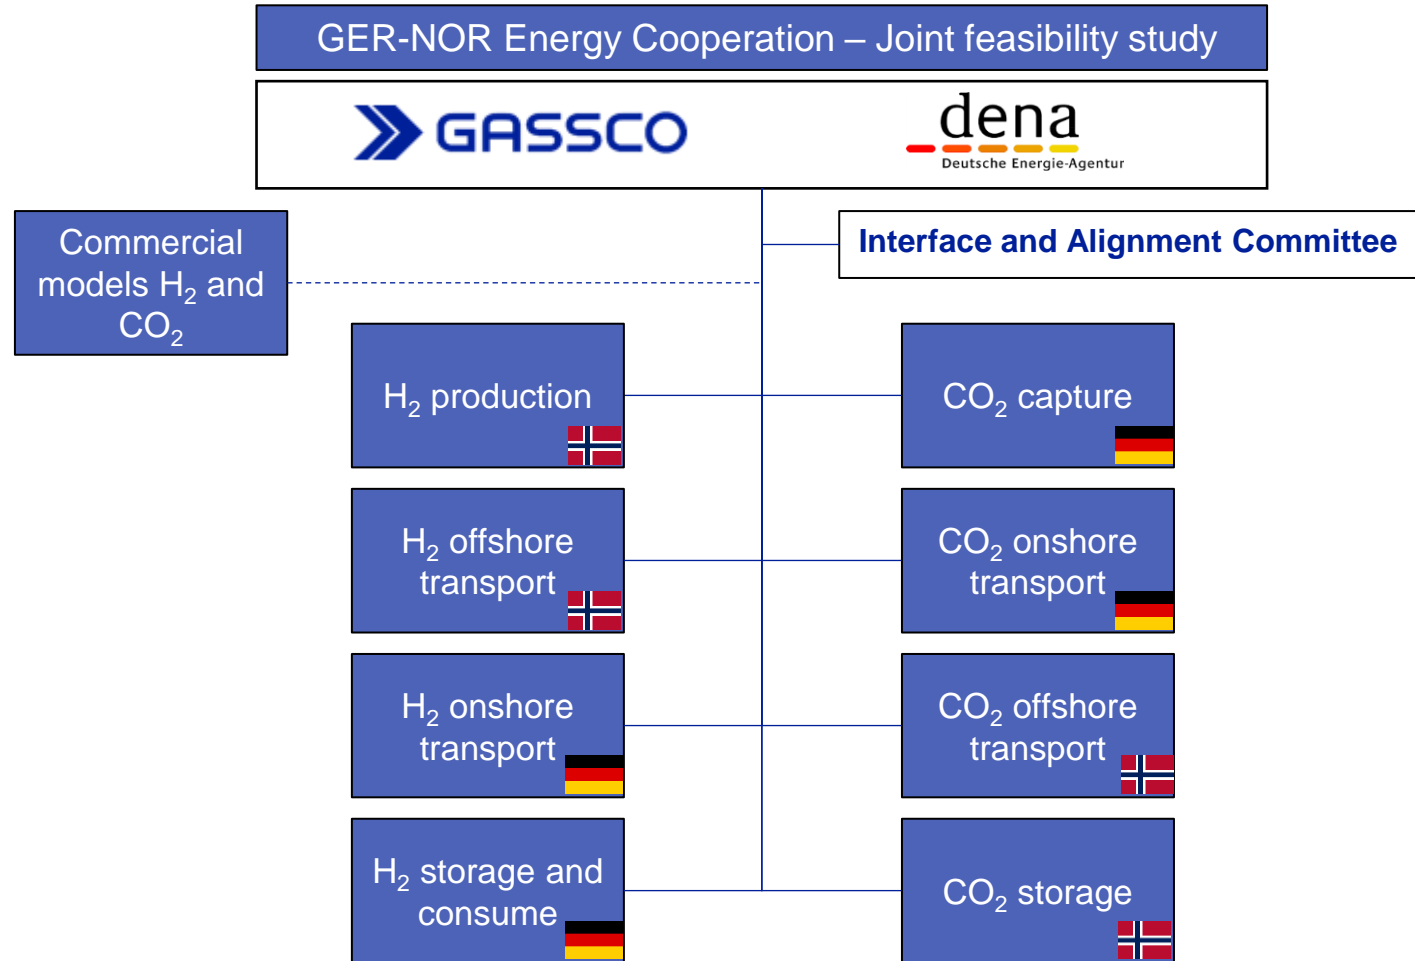 GER-NOR Energy Cooperation – Joint feasibility study
GASSCO
dena
Deutsche Energie-Agentur
Commercial
models H₂ and
CO₂
Interface and Alignment Committee
H₂ production
CO₂ capture
H₂ offshore
transport
CO₂ onshore
transport
H₂ onshore
transport
CO₂ offshore
transport
H₂ storage and
consume
CO₂ storage